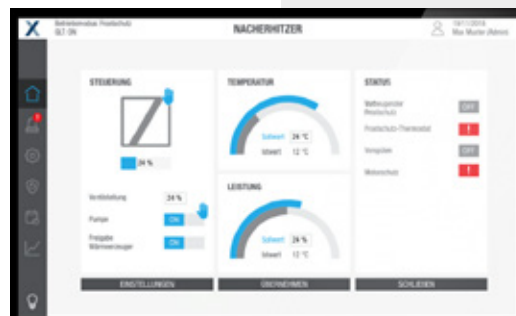 Betriebsmodus: Frostschutz
GLT: ON
NACHERHITZER
19/17/2016
Max Muster (Admin)
STEUERUNG
24 %
Ventilstellung 24 %
Pumpe ON
Freigabe
Wärmeerzeuger ON
EINSTELLUNGEN
TEMPERATUR
Sollwert 24 °C
Istwert 12 °C
LEISTUNG
Sollwert 24 %
Istwert 12 °C
ÜBERNEHMEN
STATUS
Frostschutz OFF
Frostschutz-Thermostat !
Vorspülen OFF
Motorschutz !
SCHLIEßEN